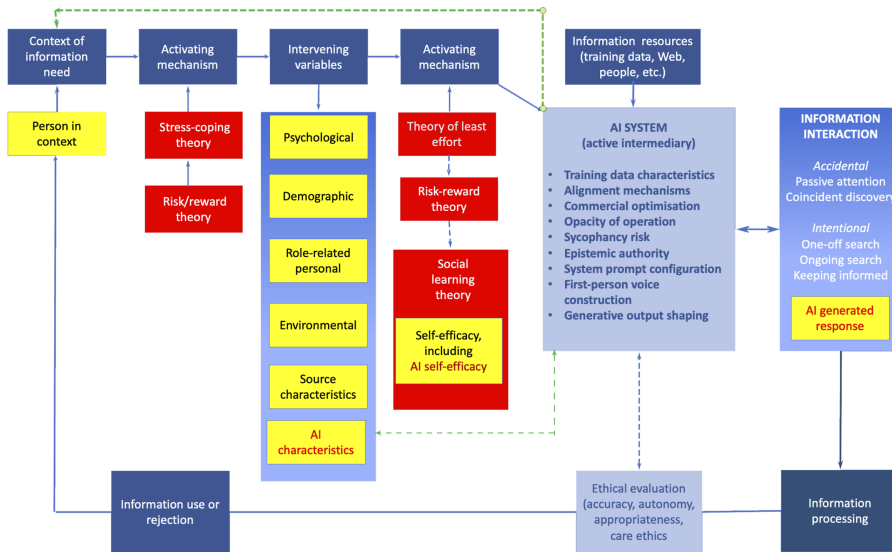 Context of
information
need
Activating
mechanism
Intervening
variables
Activating
mechanism
Information resources
(training data, Web,
people, etc.)
Person in
context
Stress-coping
theory
Risk/reward
theory
Psychological
Demographic
Role-related
personal
Environmental
Source
characteristics
AI
characteristics
Theory of least
effort
Risk-reward
theory
Social
learning
theory
Self-efficacy,
including
AI self-efficacy
AI SYSTEM
(active intermediary)
• Training data characteristics
• Alignment mechanisms
• Commercial optimisation
• Opacity of operation
• Sycophancy risk
• Epistemic authority
• System prompt configuration
• First-person voice
construction
• Generative output shaping
INFORMATION
INTERACTION
Accidental
Passive attention
Coincident discovery
Intentional
One-off search
Ongoing search
Keeping informed
AI generated
response
Information use or
rejection
Ethical evaluation
(accuracy, autonomy,
appropriateness,
care ethics
Information
processing